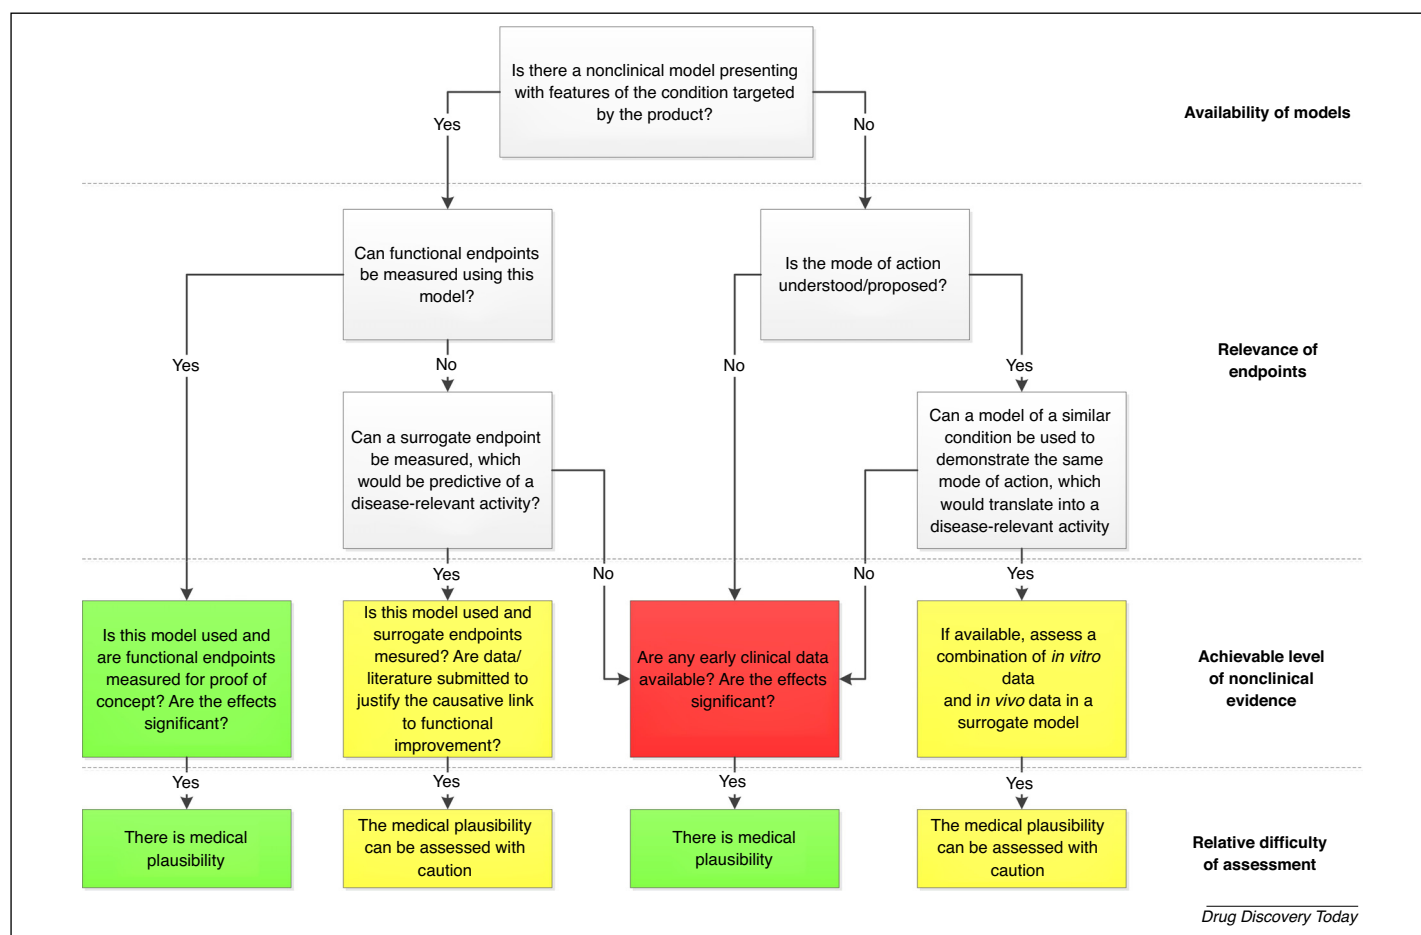 Is there a nonclinical model presenting
with features of the condition targeted
by the product?
Availability of models
Yes
No
Can functional endpoints
be measured using this
model?
Is the mode of action
understood/proposed?
Yes
No
No
Yes
Relevance of
endpoints
Can a surrogate endpoint
be measured, which
would be predictive of a
disease-relevant activity?
Can a model of a similar
condition be used to
demonstrate the same
mode of action, which
would translate into a
disease-relevant activity
Yes
No
No
Yes
Is this model used and
are functional endpoints
measured for proof of
concept? Are the effects
significant?
Is this model used and
surrogate endpoints
mesured? Are data/
literature submitted to
justify the causative link
to functional
improvement?
Are any early clinical data
available? Are the effects
significant?
If available, assess a
combination of in vitro
data
and in vivo data in a
surrogate model
Achievable level
of nonclinical
evidence
Yes
Yes
Yes
Yes
There is medical
plausibility
The medical plausibility
can be assessed with
caution
There is medical
plausibility
The medical plausibility
can be assessed with
caution
Relative difficulty
of assessment
Drug Discovery Today